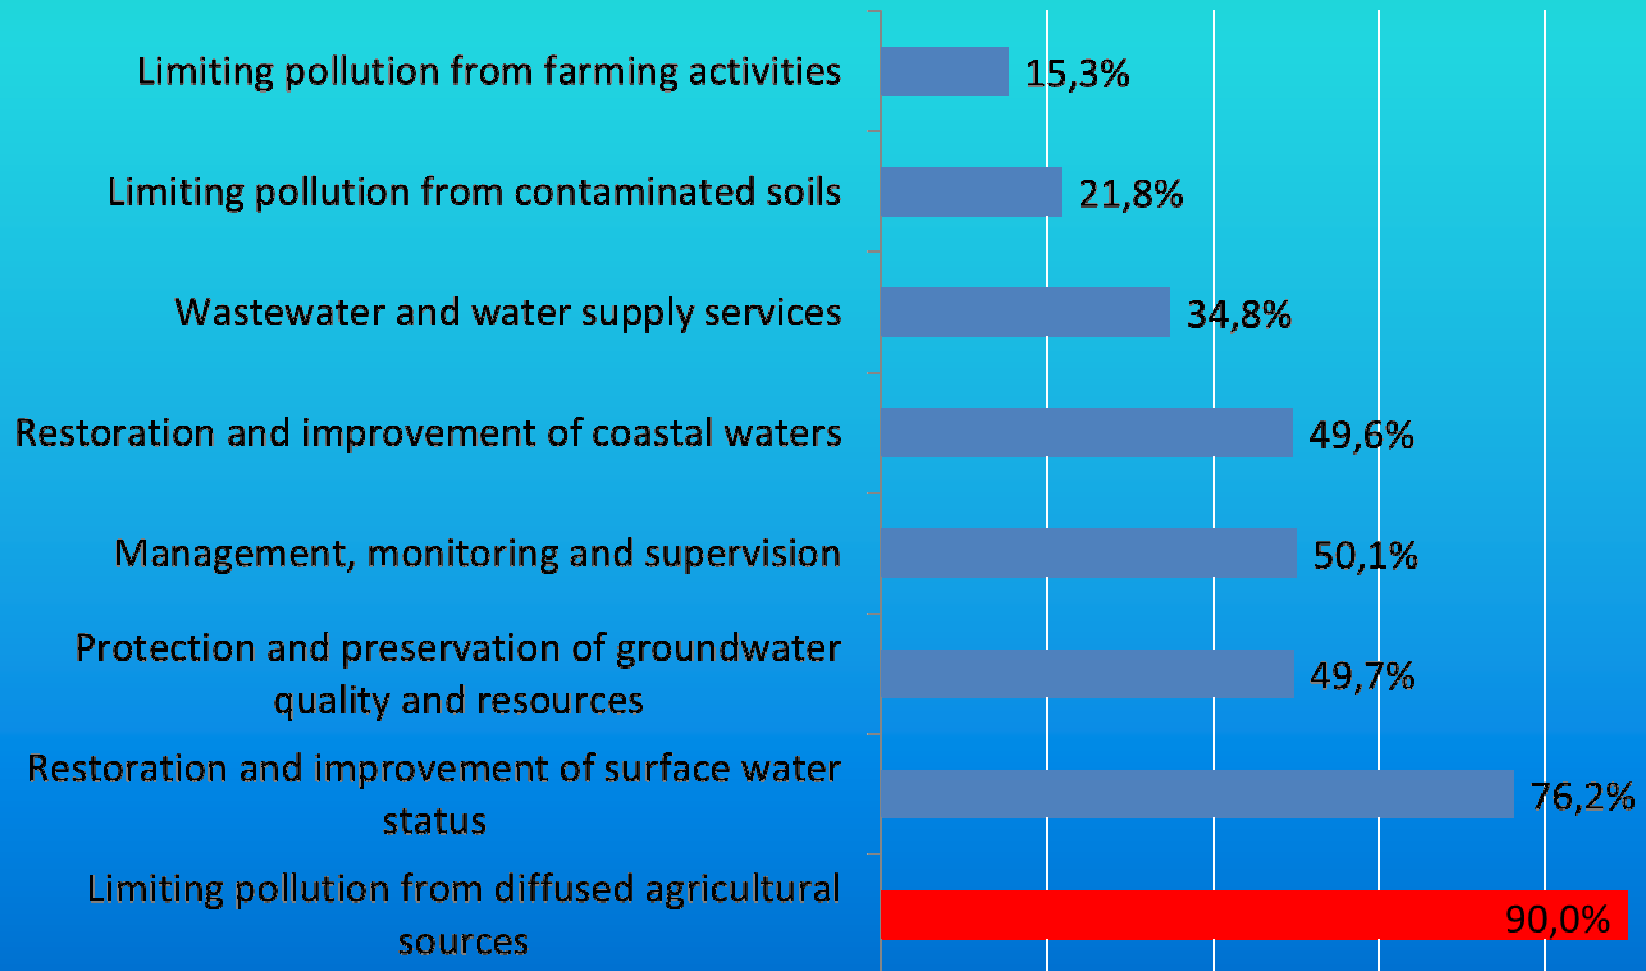 Limiting pollution from farming activities
15,3%
Limiting pollution from contaminated soils
21,8%
Wastewater and water supply services
34,8%
Restoration and improvement of coastal waters
49,6%
Management, monitoring and supervision
50,1%
Protection and preservation of groundwater
quality and resources
49,7%
Restoration and improvement of surface water
status
76,2%
Limiting pollution from diffused agricultural
sources
90,0%